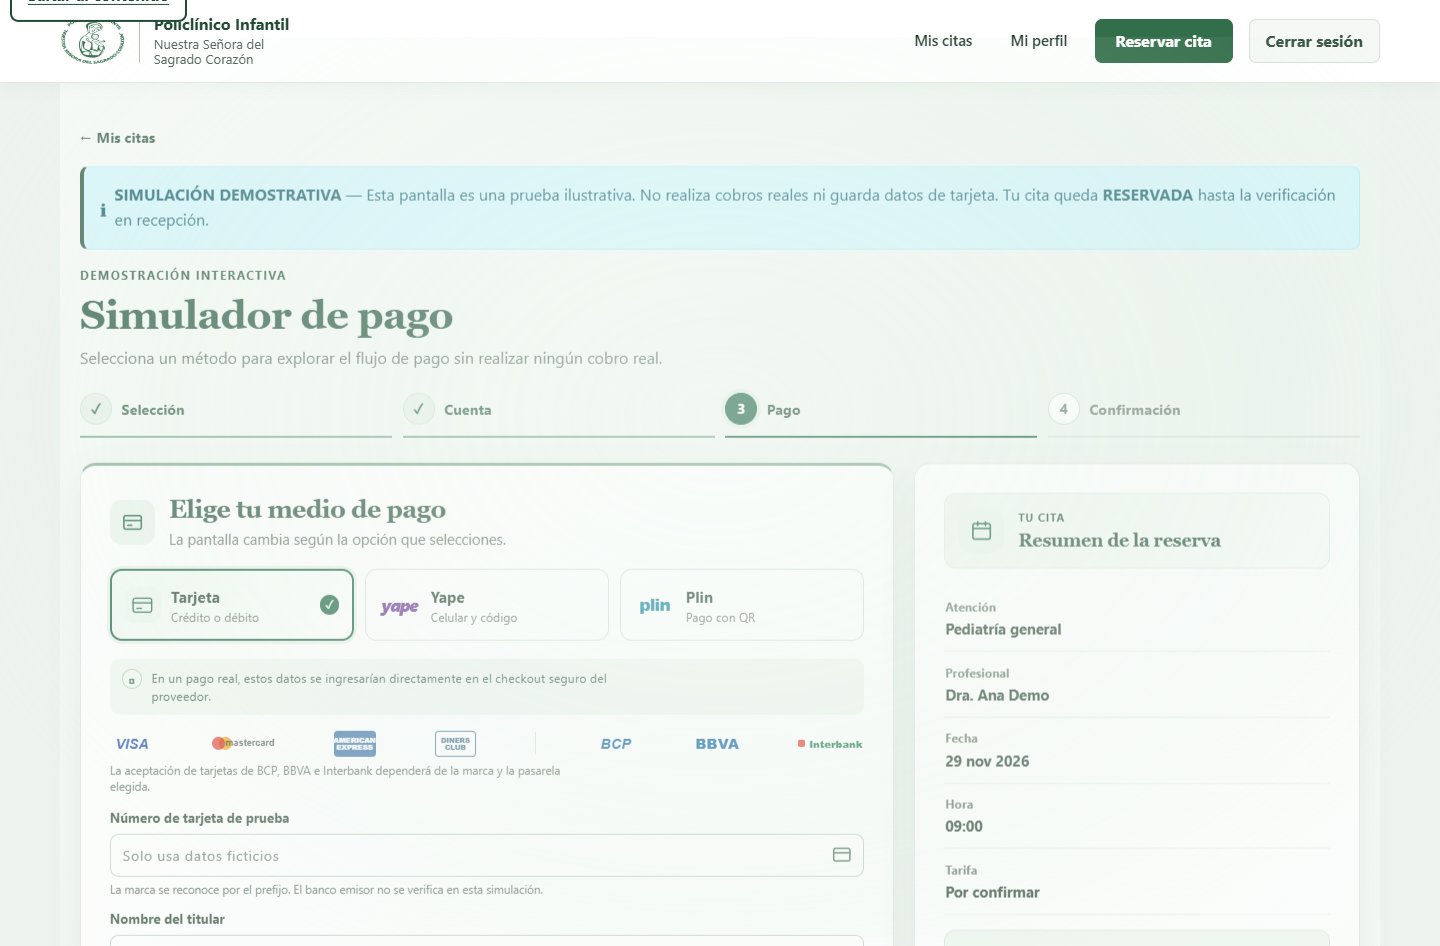 Saltar al contenido
Policlínico Infantil
Nuestra Señora del
Sagrado Corazón
Mis citas
Mi perfil
Reservar cita
Cerrar sesión
← Mis citas
SIMULACIÓN DEMOSTRATIVA — Esta pantalla es una prueba ilustrativa. No realiza cobros reales ni guarda datos de tarjeta. Tu cita queda RESERVADA hasta la verificación
en recepción.
DEMOSTRACIÓN INTERACTIVA
Simulador de pago
Selecciona un método para explorar el flujo de pago sin realizar ningún cobro real.
✓ Selección
✓ Cuenta
3 Pago
4 Confirmación
Elige tu medio de pago
La pantalla cambia según la opción que selecciones.
Tarjeta
Crédito o débito
yape
Yape
Celular y código
plin
Plin
Pago con QR
En un pago real, estos datos se ingresarían directamente en el checkout seguro del
proveedor.
VISA
mastercard
AMERICAN
EXPRESS
DINERS
CLUB
BCP
BBVA
Interbank
La aceptación de tarjetas de BCP, BBVA e Interbank dependerá de la marca y la pasarela
elegida.
Número de tarjeta de prueba
Solo usa datos ficticios
La marca se reconoce por el prefijo. El banco emisor no se verifica en esta simulación.
Nombre del titular
TU CITA
Resumen de la reserva
Atención
Pediatría general
Profesional
Dra. Ana Demo
Fecha
29 nov 2026
Hora
09:00
Tarifa
Por confirmar